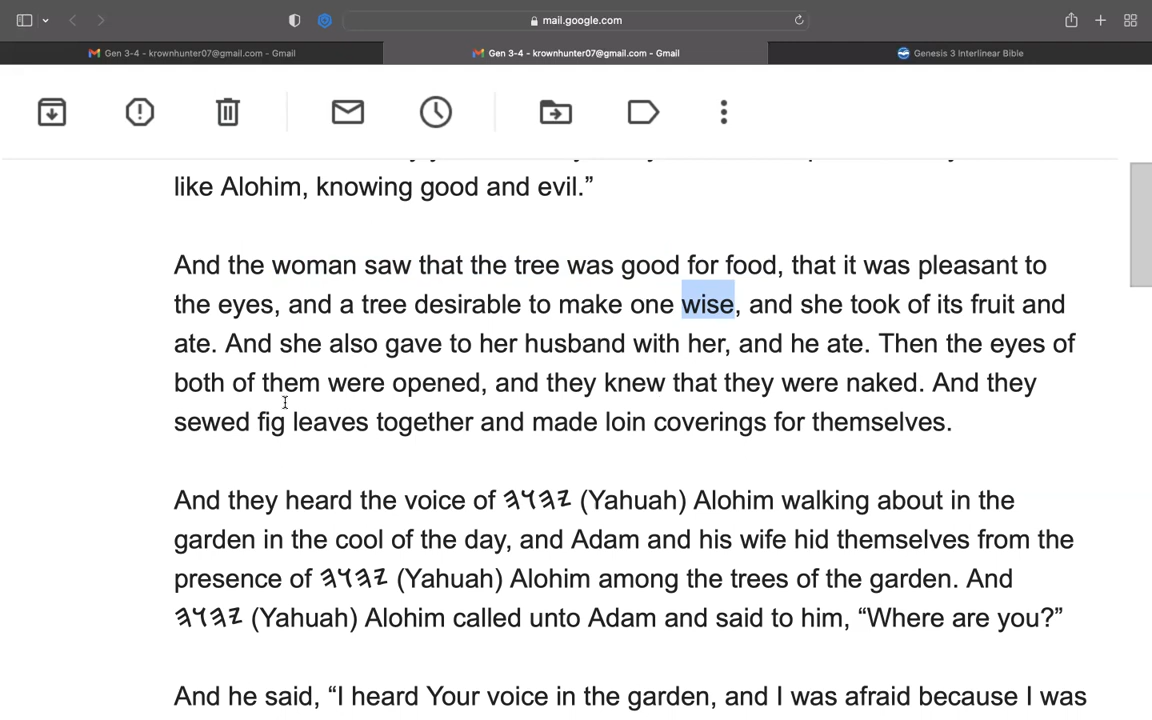 mail.google.com
Gen 3-4 - krownhunter07@gmail.com - Gmail
Gen 3-4 - krownhunter07@gmail.com - Gmail
Genesis 3 Interlinear Bible
like Alohim, knowing good and evil.”
And the woman saw that the tree was good for food, that it was pleasant to
the eyes, and a tree desirable to make one wise, and she took of its fruit and
ate. And she also gave to her husband with her, and he ate. Then the eyes of
both of them were opened, and they knew that they were naked. And they
sewed fig leaves together and made loin coverings for themselves.
And they heard the voice of 𐤉𐤄𐤅𐤄 (Yahuah) Alohim walking about in the
garden in the cool of the day, and Adam and his wife hid themselves from the
presence of 𐤉𐤄𐤅𐤄 (Yahuah) Alohim among the trees of the garden. And
𐤉𐤄𐤅𐤄 (Yahuah) Alohim called unto Adam and said to him, “Where are you?”
And he said, “I heard Your voice in the garden, and I was afraid because I was